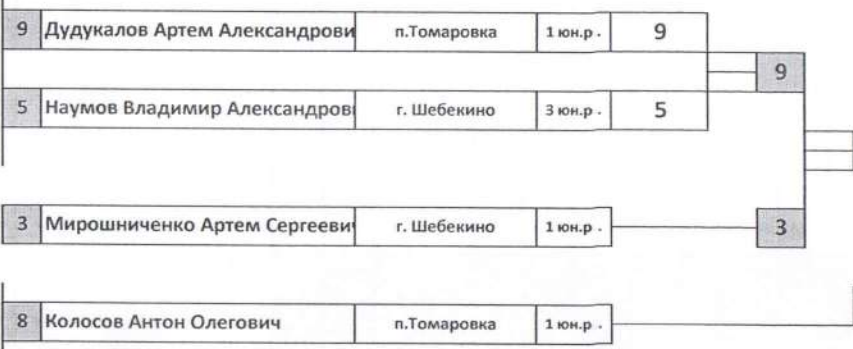 9 Дудукалов Артем Александрови п.Томаровка 1 юн.р. 9
9
5 Наумов Владимир Александров г. Шебекино 3 юн.р. 5
3 Мирошниченко Артем Сергееви г. Шебекино 1 юн.р. 3
8 Колосов Антон Олегович п.Томаровка 1 юн.р.